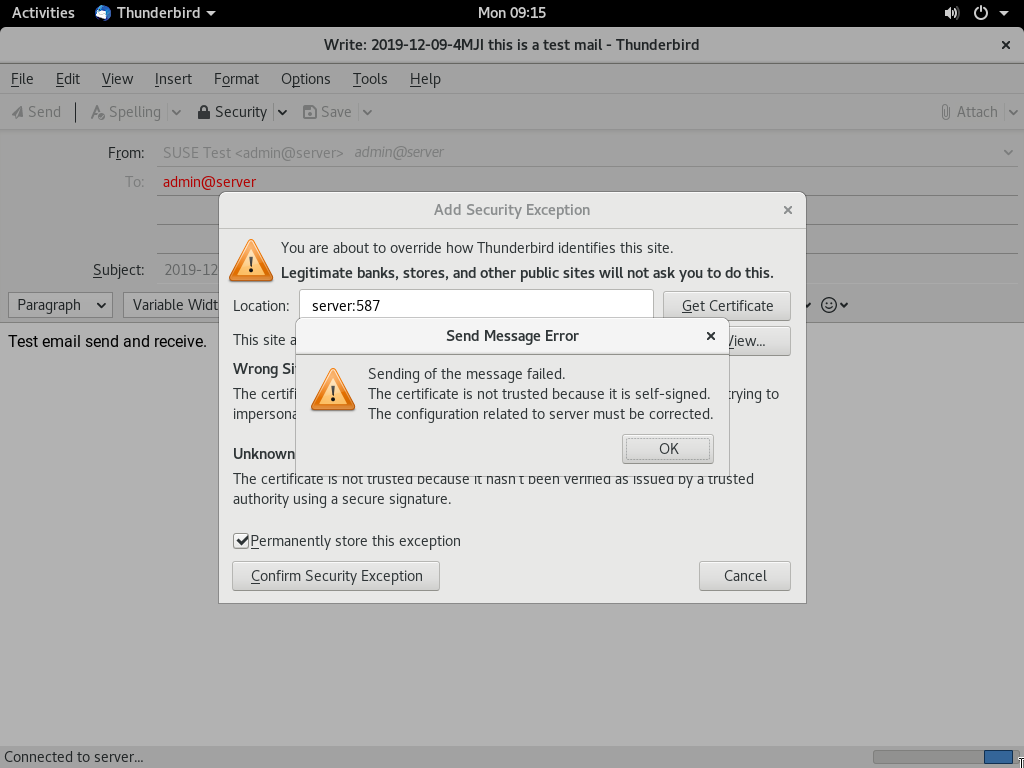 Activities Thunderbird Mon 09:15
Write: 2019-12-09-4MJI this is a test mail - Thunderbird
File Edit View Insert Format Options Tools Help
Send Spelling Security Save Attach
From: SUSE Test <admin@server> admin@server
To: admin@server
Add Security Exception
You are about to override how Thunderbird identifies this site.
Legitimate banks, stores, and other public sites will not ask you to do this.
Subject: 2019-12
Location: server:587 Get Certificate
Paragraph Variable Widt
Send Message Error
This site a View...
Test email send and receive.
Wrong Si
Sending of the message failed.
The certificate is not trusted because it is self-signed.
The configuration related to server must be corrected.
The certif trying to
impersona
OK
Unknown
The certificate is not trusted because it hasn't been verified as issued by a trusted
authority using a secure signature.
Permanently store this exception
Confirm Security Exception Cancel
Connected to server...